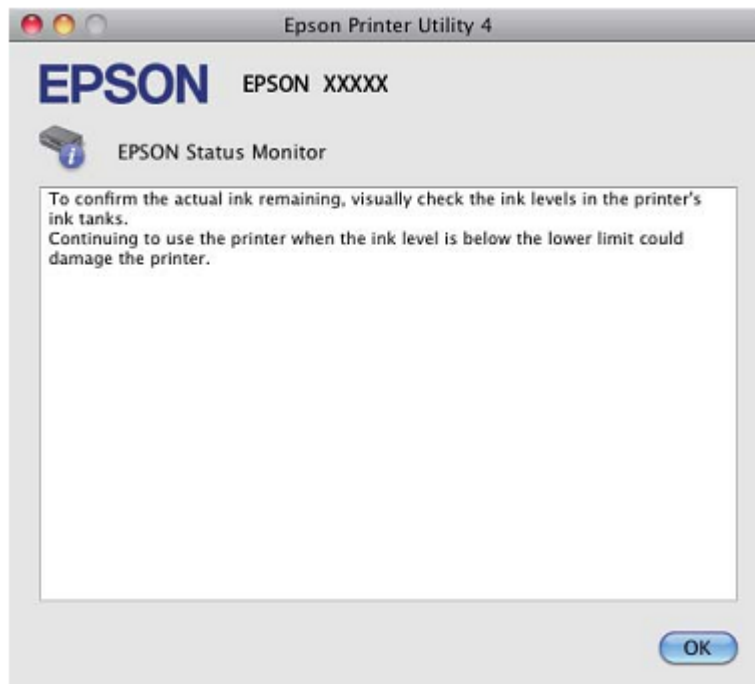 Epson Printer Utility 4
EPSON EPSON XXXXX
EPSON Status Monitor
To confirm the actual ink remaining, visually check the ink levels in the printer's
ink tanks.
Continuing to use the printer when the ink level is below the lower limit could
damage the printer.
OK